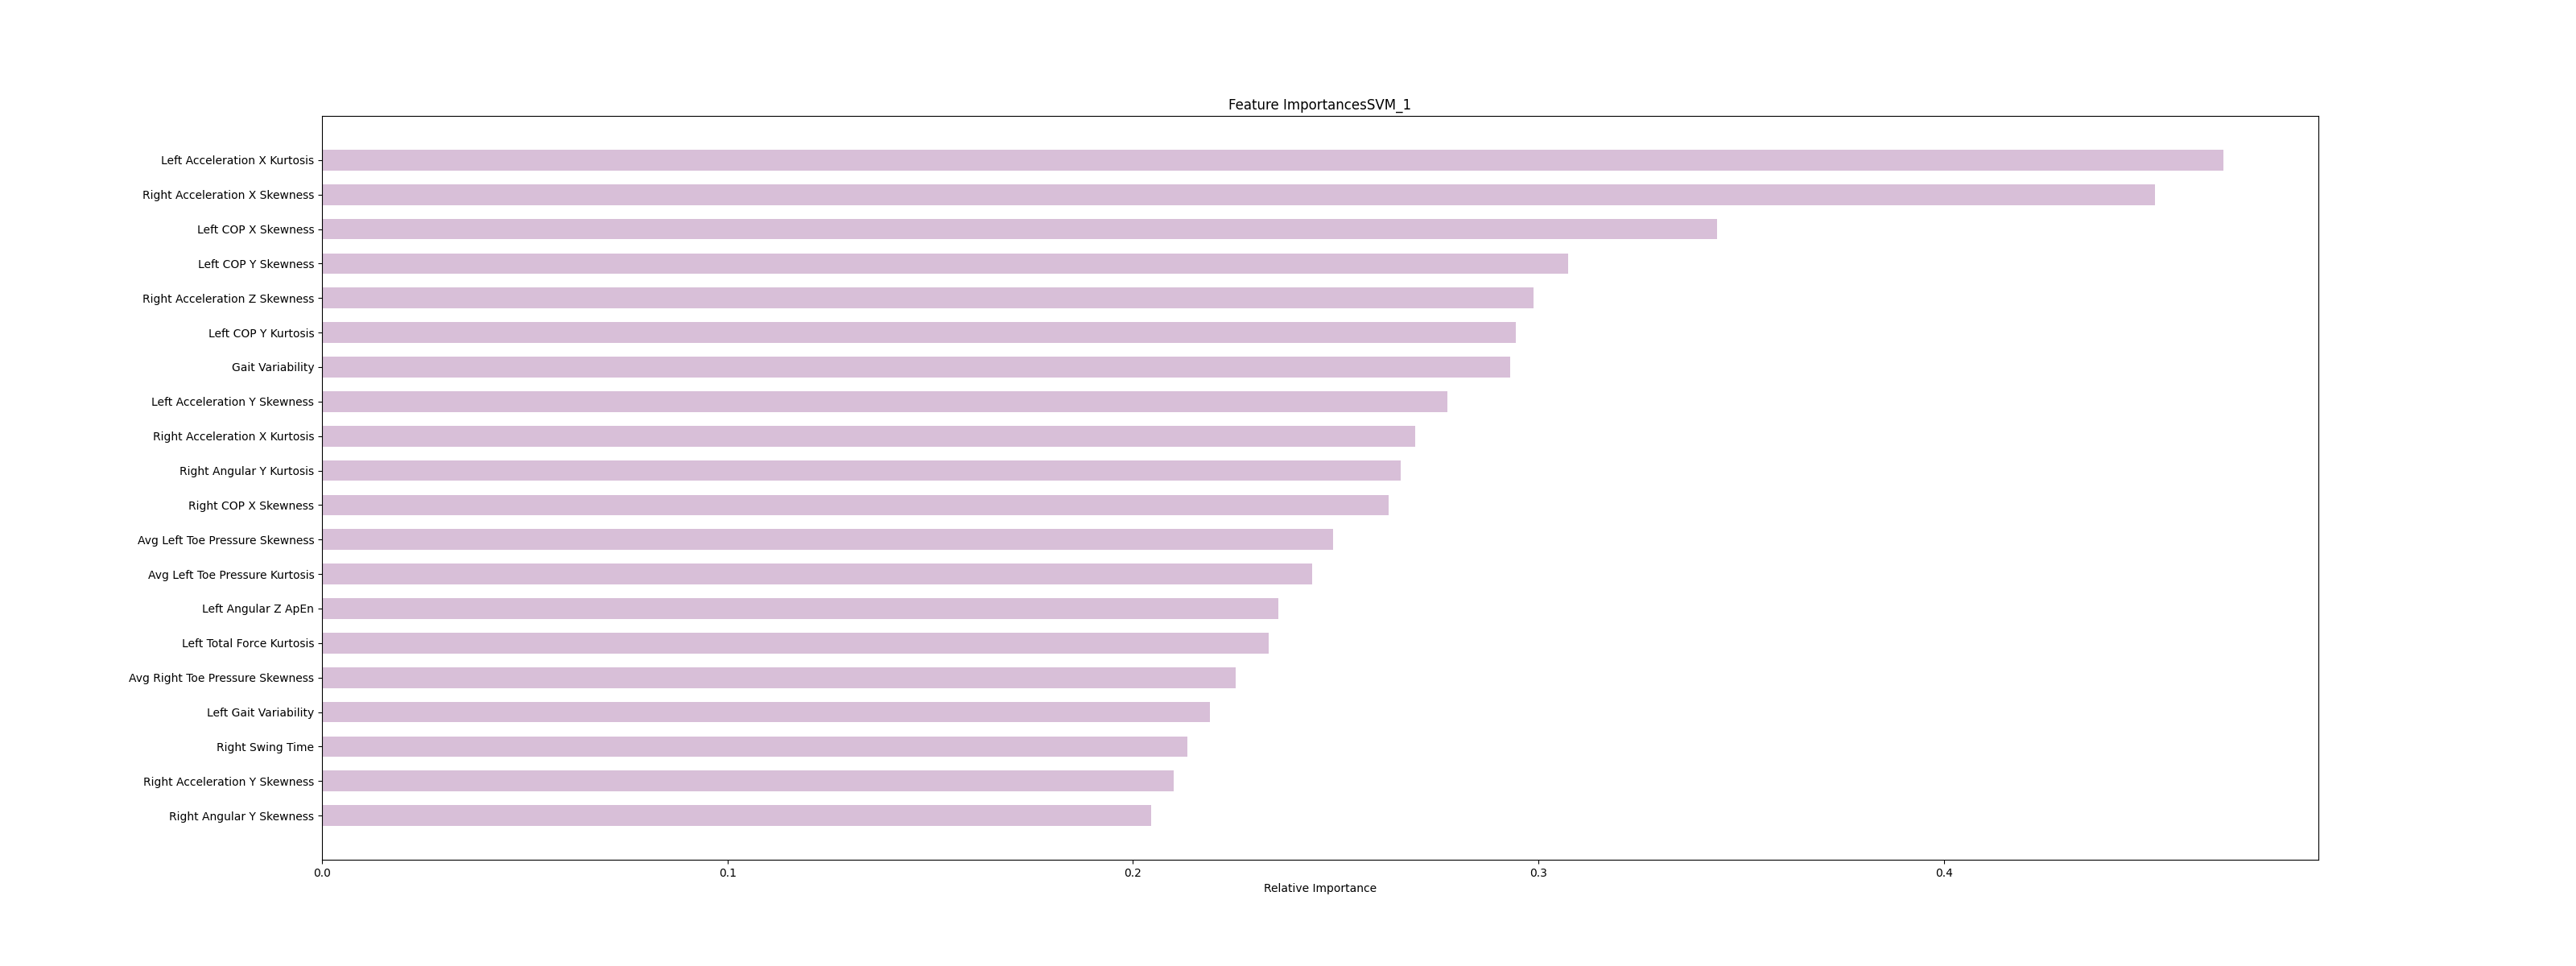 Feature ImportancesSVM_1
Left Acceleration X Kurtosis
Right Acceleration X Skewness
Left COP X Skewness
Left COP Y Skewness
Right Acceleration Z Skewness
Left COP Y Kurtosis
Gait Variability
Left Acceleration Y Skewness
Right Acceleration X Kurtosis
Right Angular Y Kurtosis
Right COP X Skewness
Avg Left Toe Pressure Skewness
Avg Left Toe Pressure Kurtosis
Left Angular Z ApEn
Left Total Force Kurtosis
Avg Right Toe Pressure Skewness
Left Gait Variability
Right Swing Time
Right Acceleration Y Skewness
Right Angular Y Skewness
0.0 0.1 0.2 0.3 0.4
Relative Importance